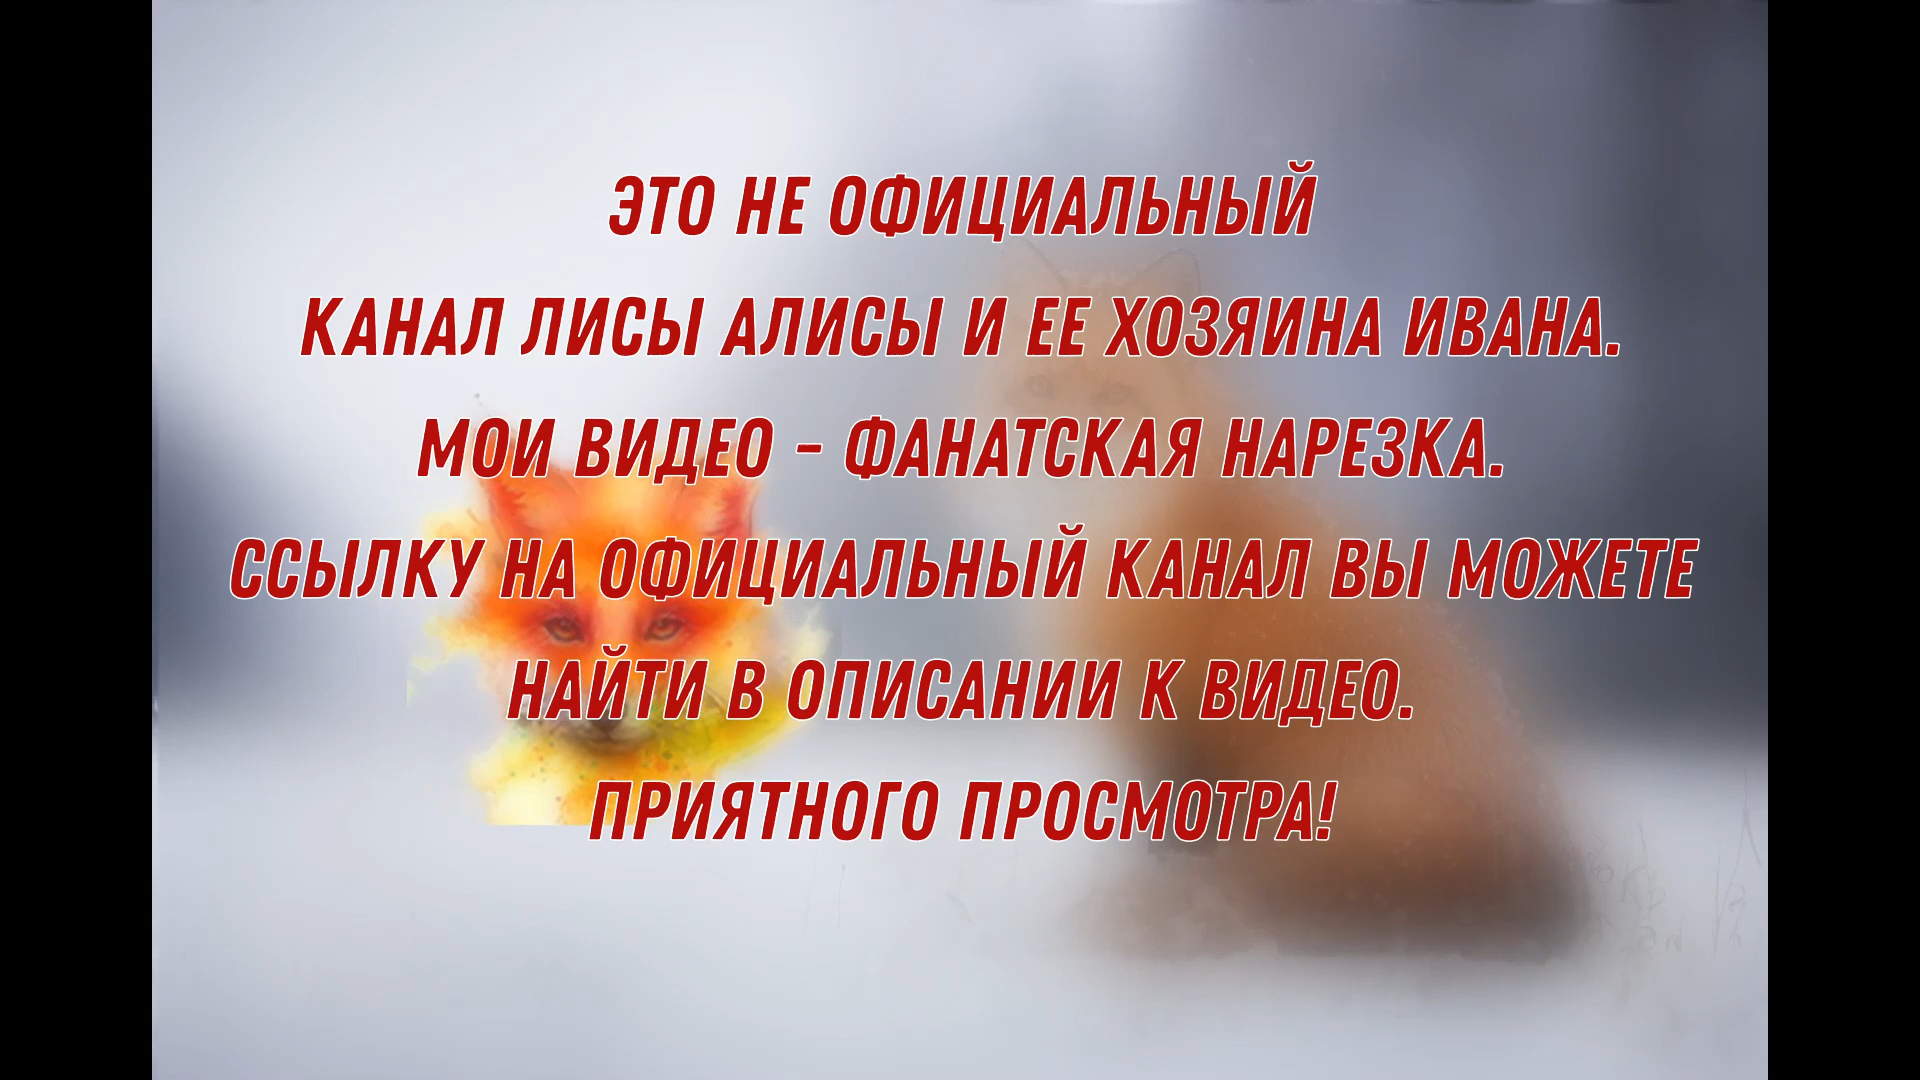 ЭТО НЕ ОФИЦИАЛЬНЫЙ
КАНАЛ ЛИСЫ АЛИСЫ И ЕЕ ХОЗЯИНА ИВАНА.
МОИ ВИДЕО - ФАНАТСКАЯ НАРЕЗКА.
ССЫЛКУ НА ОФИЦИАЛЬНЫЙ КАНАЛ ВЫ МОЖЕТЕ
НАЙТИ В ОПИСАНИИ К ВИДЕО.
ПРИЯТНОГО ПРОСМОТРА!